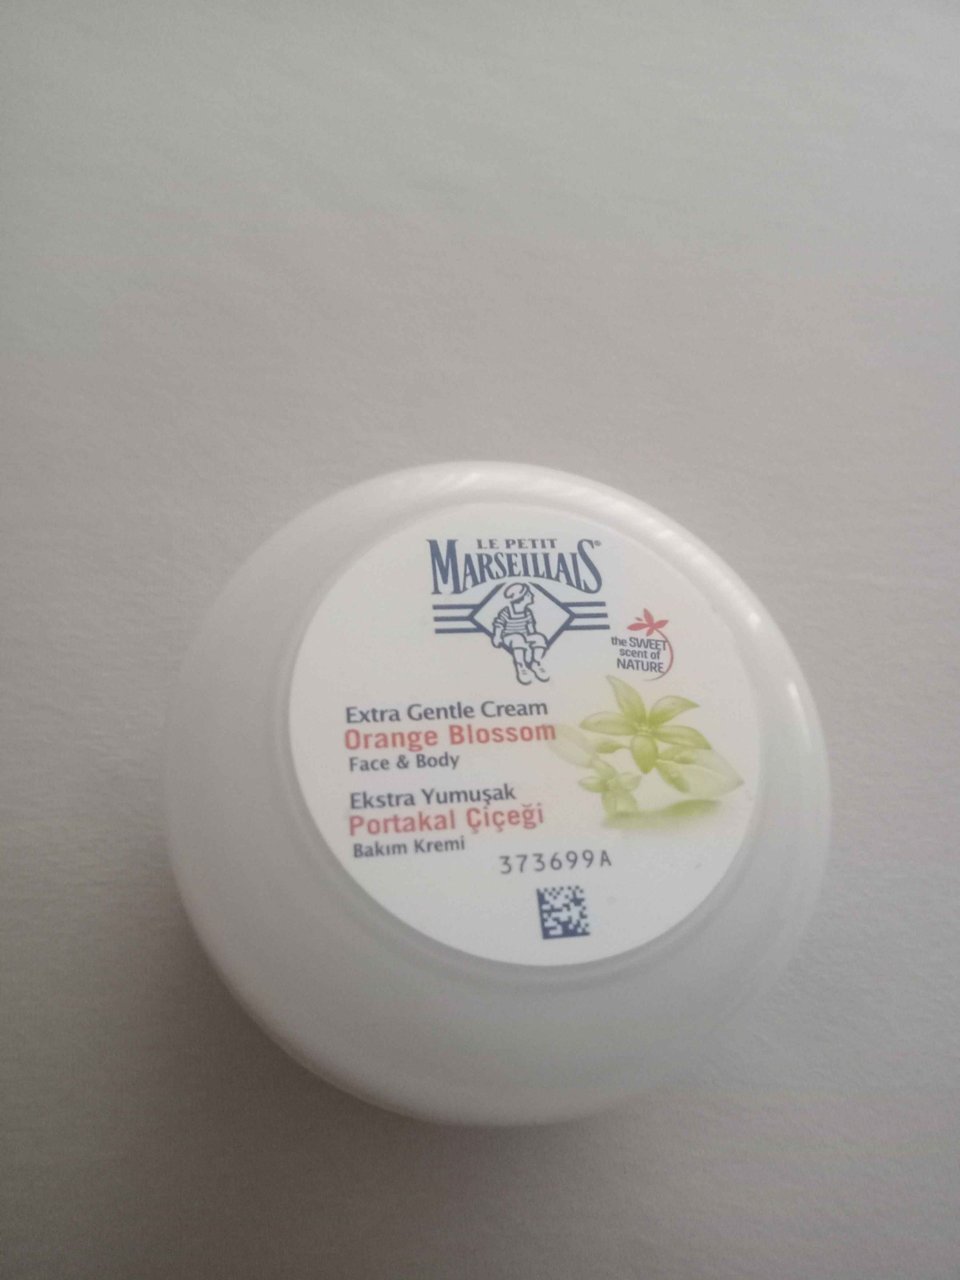 LE PETIT
MARSEILLAIS®
the SWEET
scent of
NATURE
Extra Gentle Cream
Orange Blossom
Face & Body
Ekstra Yumuşak
Portakal Çiçeği
Bakım Kremi
373699A